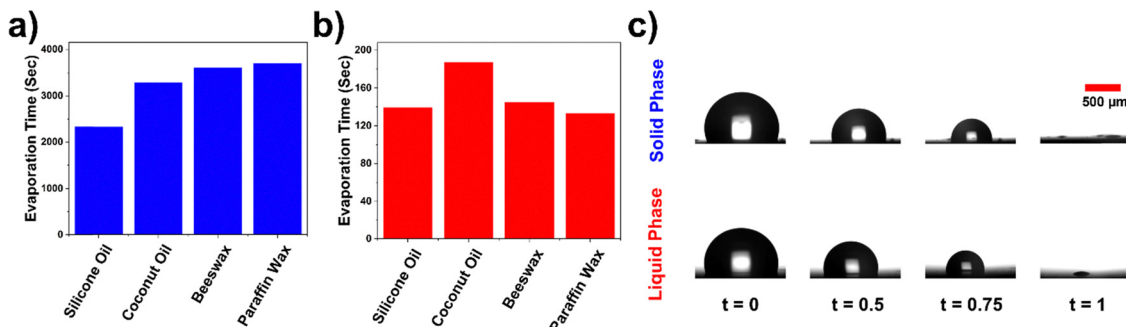 a)
Evaporation Time (Sec)
4000
3000
2000
1000
0
Silicone Oil
Coconut Oil
Beeswax
Paraffin Wax
b)
Evaporation Time (Sec)
200
160
120
80
40
0
Silicone Oil
Coconut Oil
Beeswax
Paraffin Wax
c)
Solid Phase
Liquid Phase
500 µm
t = 0
t = 0.5
t = 0.75
t = 1